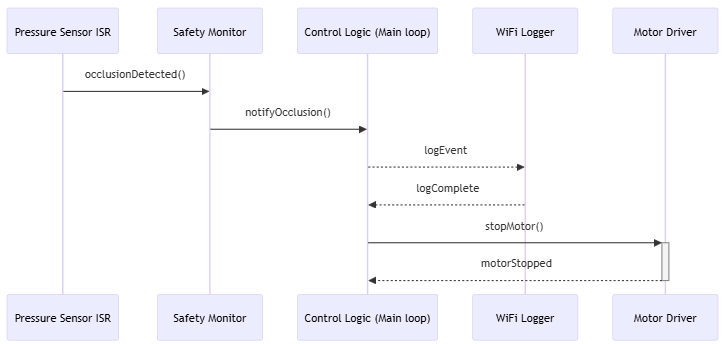 Pressure Sensor ISR
Safety Monitor
Control Logic (Main loop)
WiFi Logger
Motor Driver
occlusionDetected()
notifyOcclusion()
logEvent
logComplete
stopMotor()
motorStopped
Pressure Sensor ISR
Safety Monitor
Control Logic (Main loop)
WiFi Logger
Motor Driver